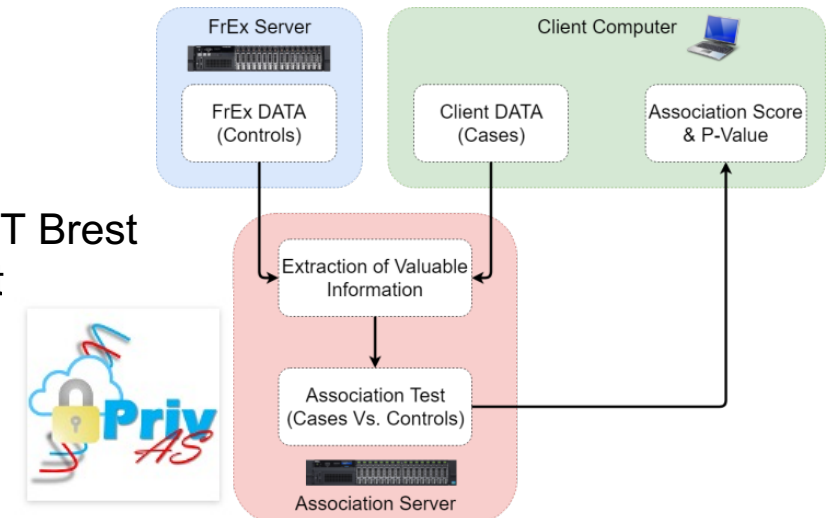 FrEx Server
Client Computer
FrEx DATA
(Controls)
Client DATA
(Cases)
Association Score
& P-Value
T Brest
Extraction of Valuable
Information
Association Test
(Cases Vs. Controls)
Association Server
Priv
AS